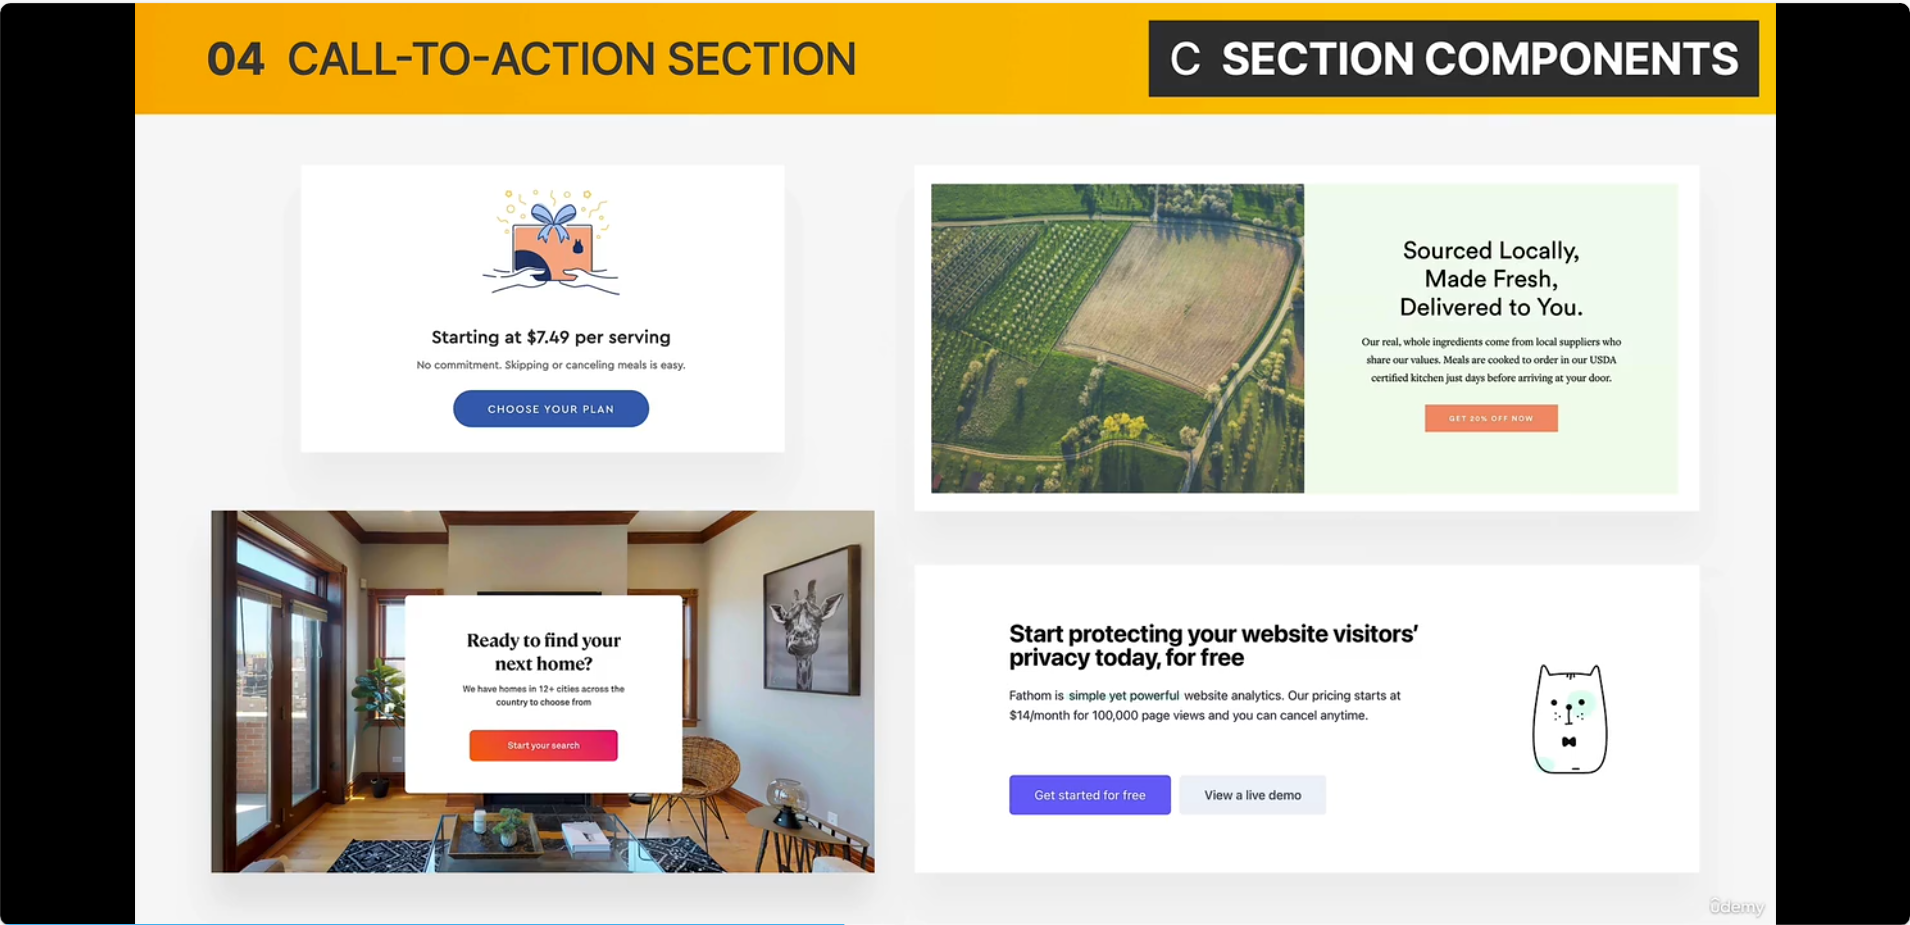 04 CALL-TO-ACTION SECTION
C SECTION COMPONENTS
Starting at $7.49 per serving
No commitment. Skipping or canceling meals is easy.
CHOOSE YOUR PLAN
Sourced Locally,
Made Fresh,
Delivered to You.
Our real, whole ingredients come from local suppliers who
share our values. Meals are cooked to order in our USDA
certified kitchen just days before arriving at your door.
GET 20% OFF NOW
Ready to find your
next home?
We have homes in 12+ cities across the
country to choose from
Start your search
Start protecting your website visitors’
privacy today, for free
Fathom is simple yet powerful website analytics. Our pricing starts at
$14/month for 100,000 page views and you can cancel anytime.
Get started for free
View a live demo
ûdemy